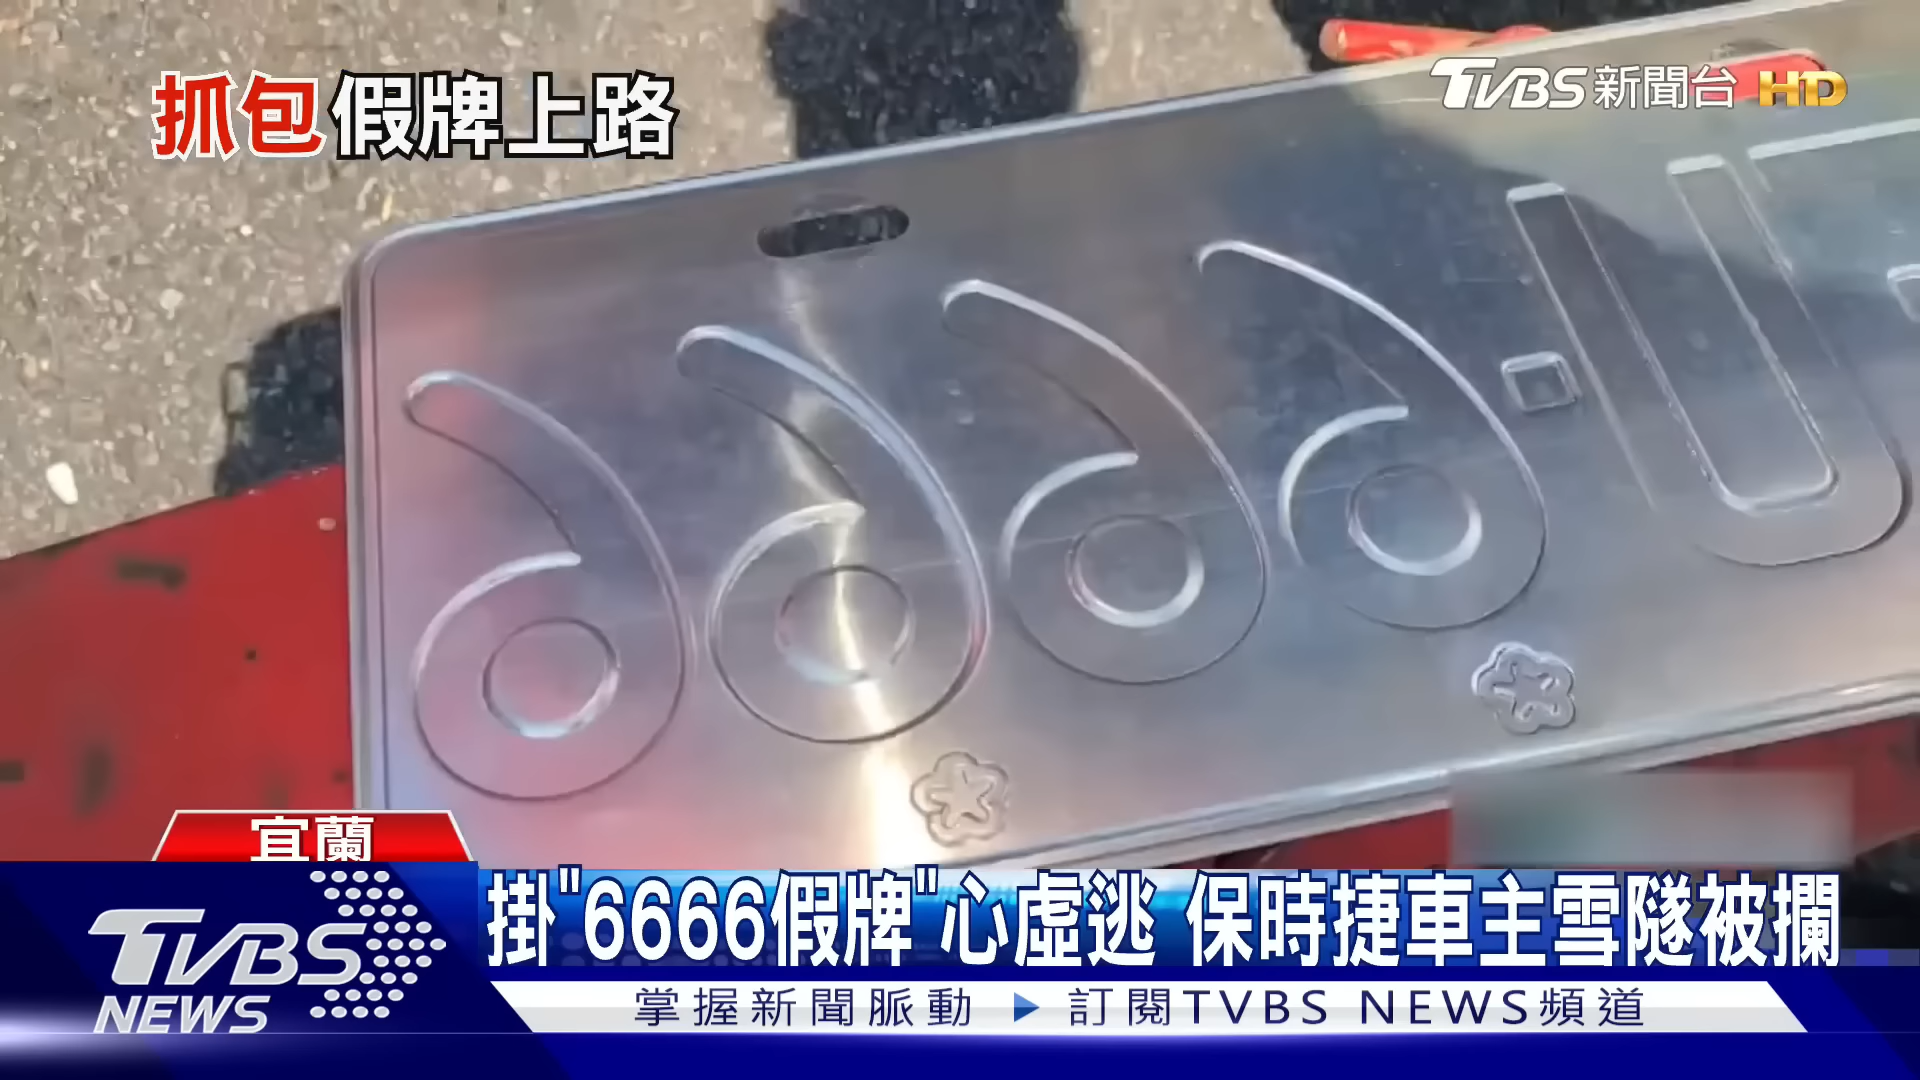 抓包假牌上路
TVBS新聞台 HD
6666
宜蘭
掛"6666假牌"心虛逃 保時捷車主雪隧被攔
TVBS
NEWS
掌握新聞脈動 ▶ 訂閱TVBS NEWS頻道